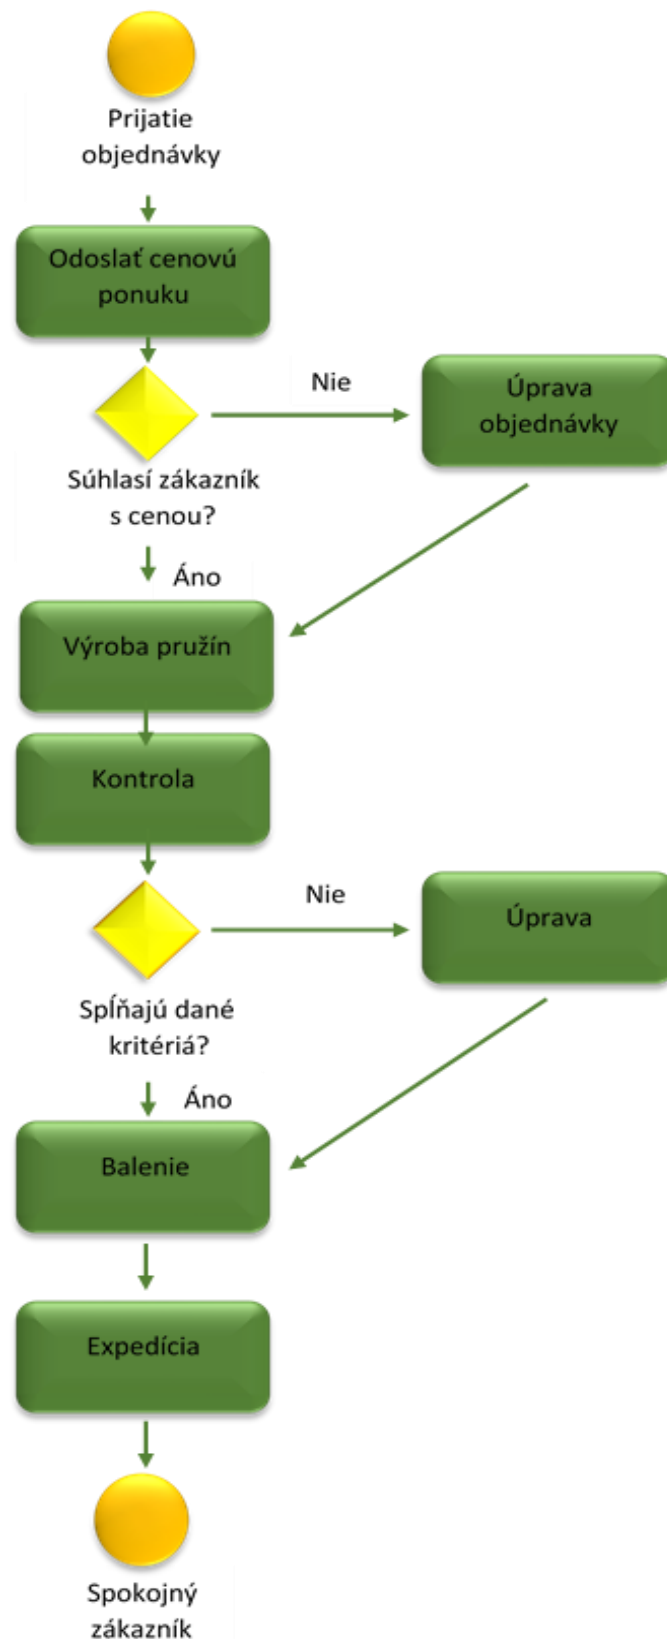 Prijatie
objednávky
Odoslať cenovú
ponuku
Nie
Úprava
objednávky
Súhlasí zákazník
s cenou?
Áno
Výroba pružín
Kontrola
Nie
Úprava
Spĺňajú dané
kritériá?
Áno
Balenie
Expedícia
Spokojný
zákazník